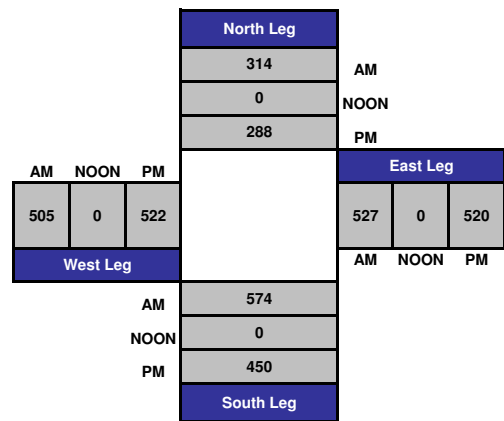 North Leg
314
AM
0
NOON
288
PM
AM NOON PM
East Leg
505 0 522
527 0 520
West Leg
AM NOON PM
AM
574
NOON
0
PM
450
South Leg